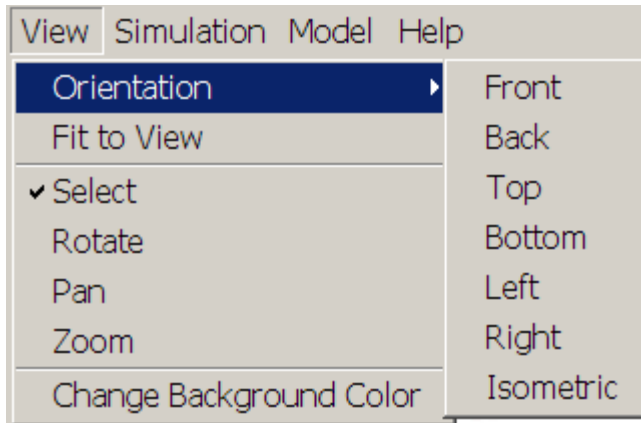 View Simulation Model Help
Orientation
Fit to View
Select
Rotate
Pan
Zoom
Change Background Color
Front
Back
Top
Bottom
Left
Right
Isometric